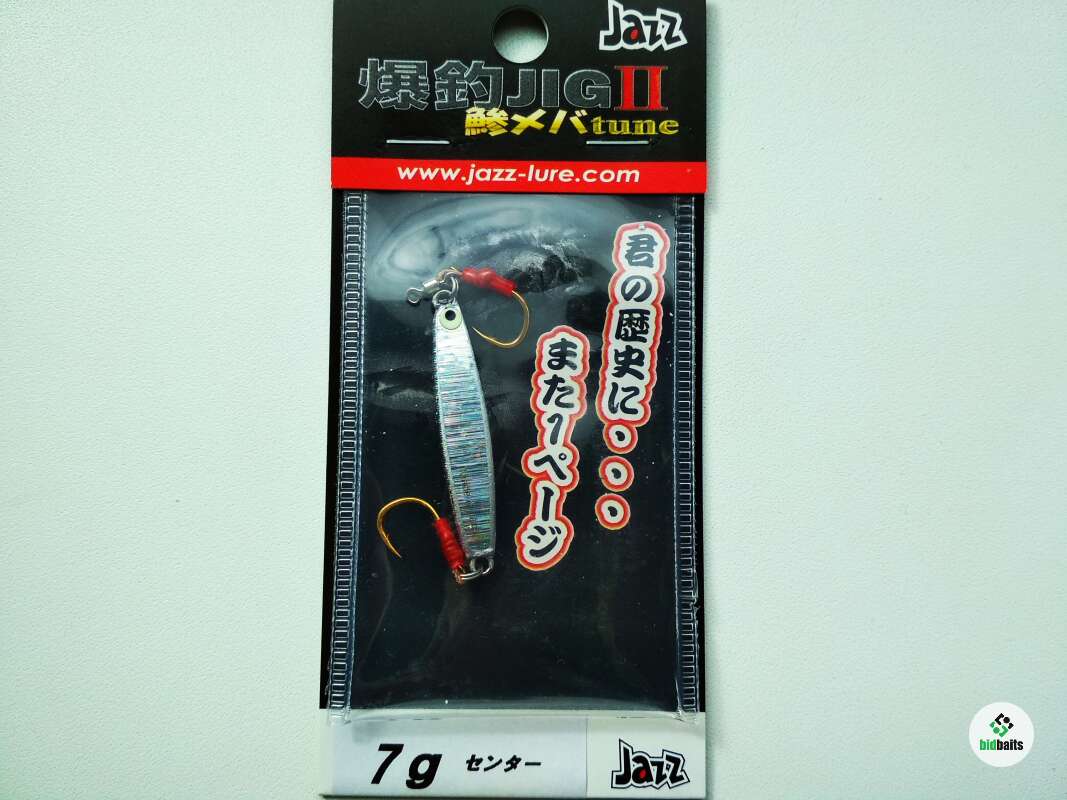 Jazz
爆釣JIGII
鯵メバtune
www.jazz-lure.com
君の歴史に・・・
また1ページ
7g センター
Jazz
bidbaits